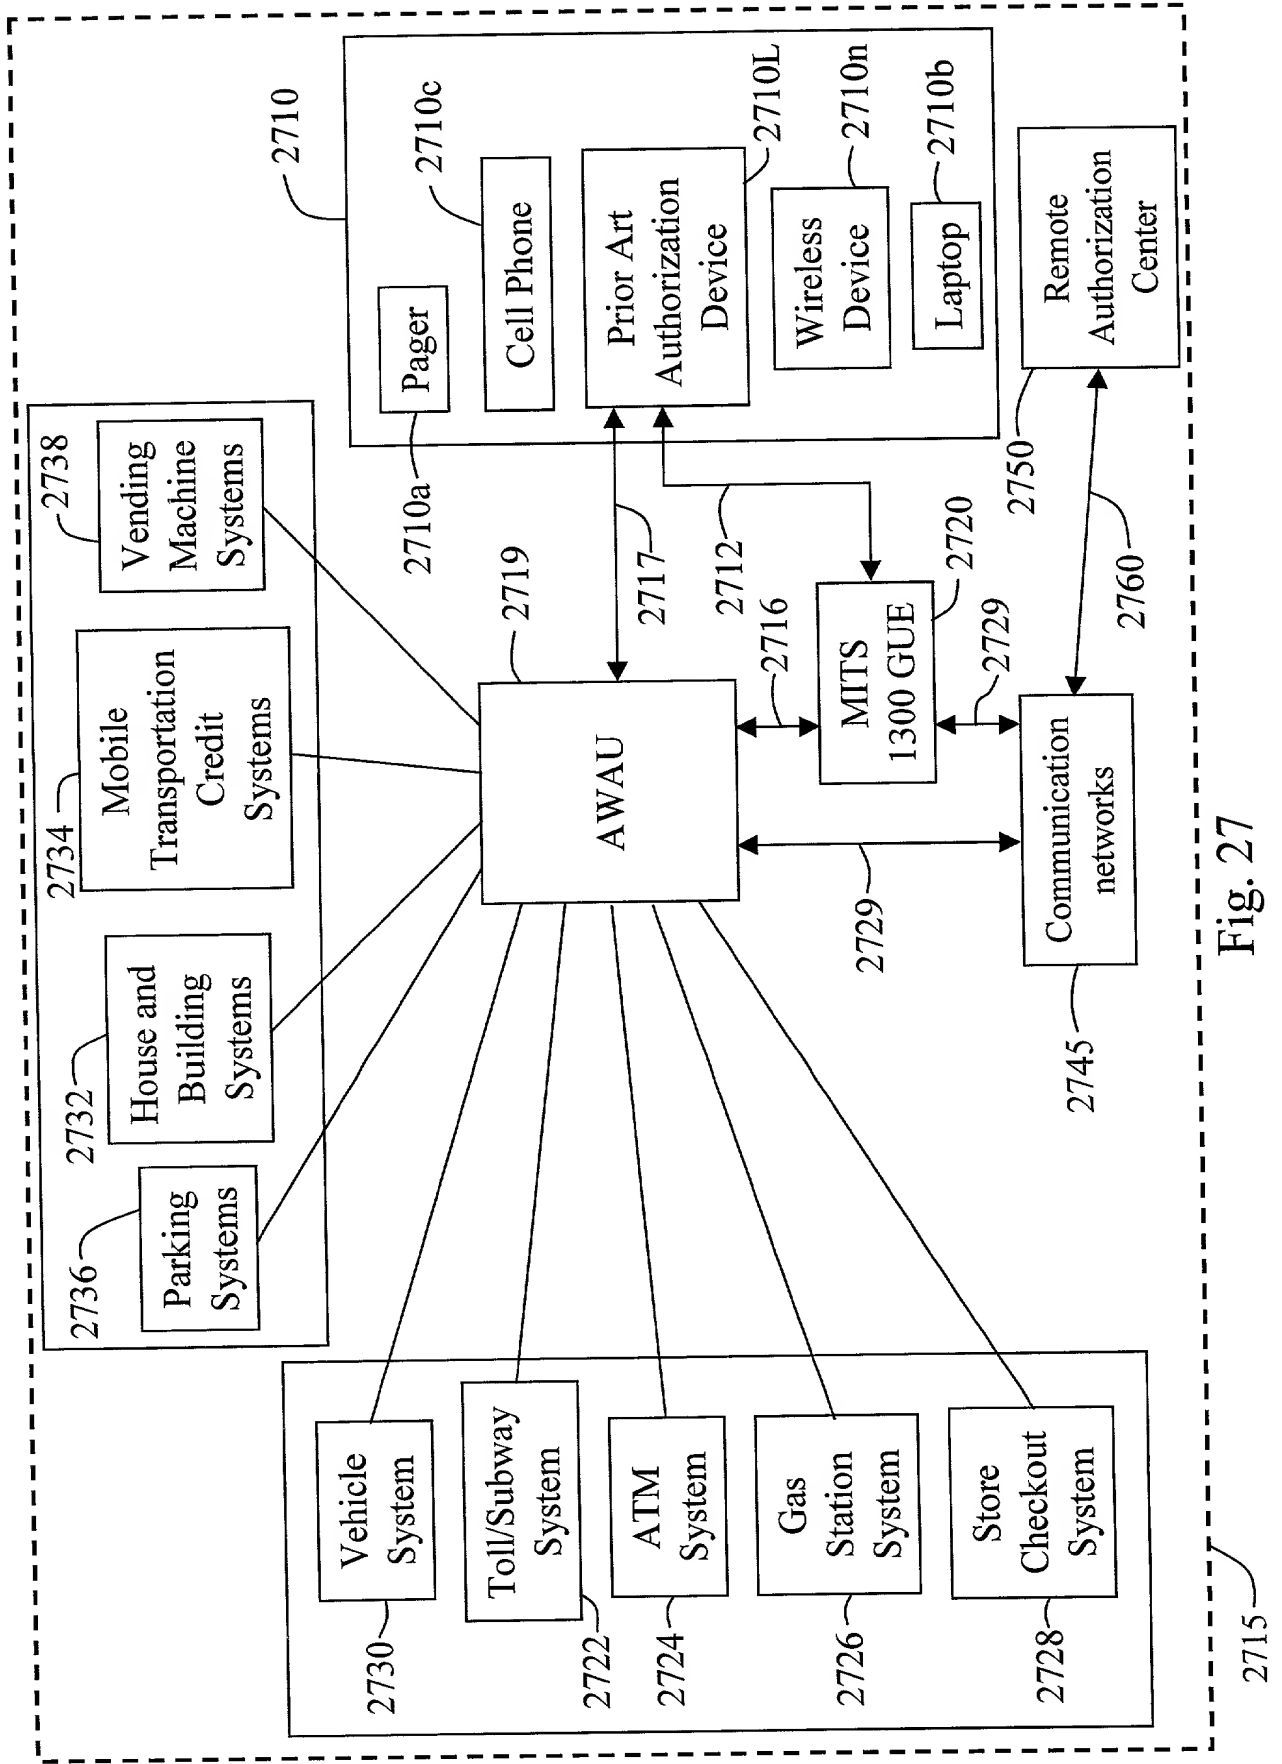 2736
Parking
Systems
2732
House and
Building
Systems
2734
Mobile
Transportation
Credit
Systems
2738
Vending
Machine
Systems
2710
2710a
Pager
2710c
Cell Phone
Prior Art
Authorization
Device
2710L
Wireless
Device
2710n
Laptop
2710b
2730
Vehicle
System
2722
Toll/Subway
System
2724
ATM
System
2726
Gas
Station
System
2728
Store
Checkout
System
AWAU
2719
2717
2712
2716
MITS
1300 GUE
2720
2729
2729
Communication
networks
2745
2750
Remote
Authorization
Center
2760
2715
Fig. 27